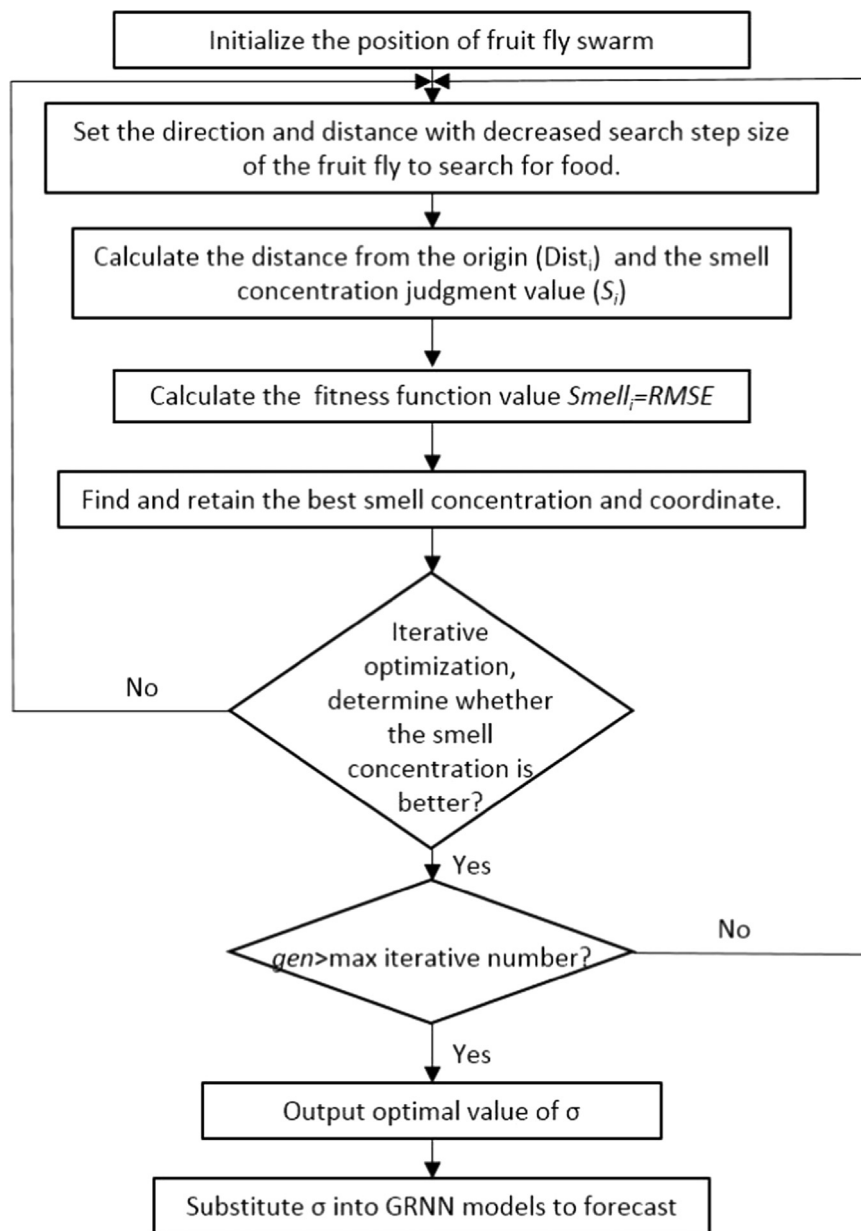 Initialize the position of fruit fly swarm
Set the direction and distance with decreased search step size
of the fruit fly to search for food.
Calculate the distance from the origin (Distᵢ) and the smell
concentration judgment value (Sᵢ)
Calculate the fitness function value Smellᵢ=RMSE
Find and retain the best smell concentration and coordinate.
Iterative
optimization,
determine whether
the smell
concentration is
better?
No
Yes
gen>max iterative number?
No
Yes
Output optimal value of σ
Substitute σ into GRNN models to forecast